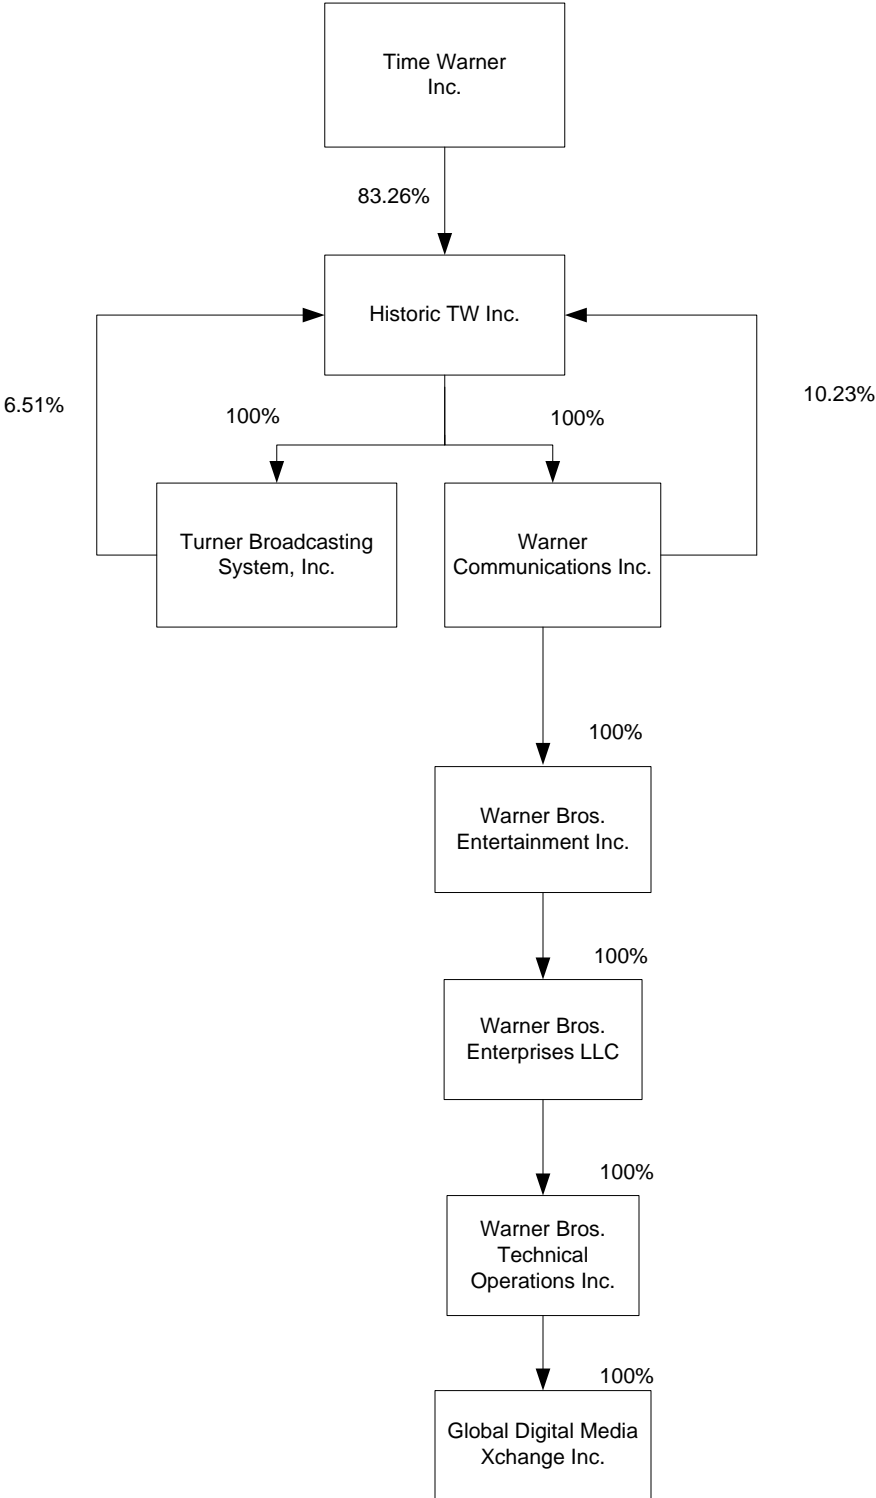 Time Warner
Inc.
83.26%
Historic TW Inc.
6.51%
10.23%
100%
100%
Turner Broadcasting
System, Inc.
Warner
Communications Inc.
100%
Warner Bros.
Entertainment Inc.
100%
Warner Bros.
Enterprises LLC
100%
Warner Bros.
Technical
Operations Inc.
100%
Global Digital Media
Xchange Inc.